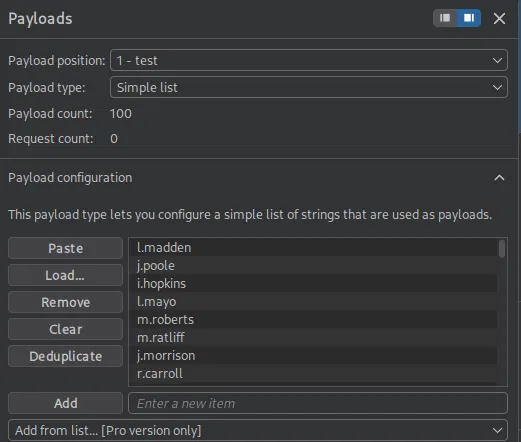 Payloads
Payload position: 1 - test
Payload type: Simple list
Payload count: 100
Request count: 0
Payload configuration
This payload type lets you configure a simple list of strings that are used as payloads.
Paste
Load...
Remove
Clear
Deduplicate
l.madden
j.poole
i.hopkins
l.mayo
m.roberts
m.ratliff
j.morrison
r.carroll
Add
Enter a new item
Add from list... [Pro version only]